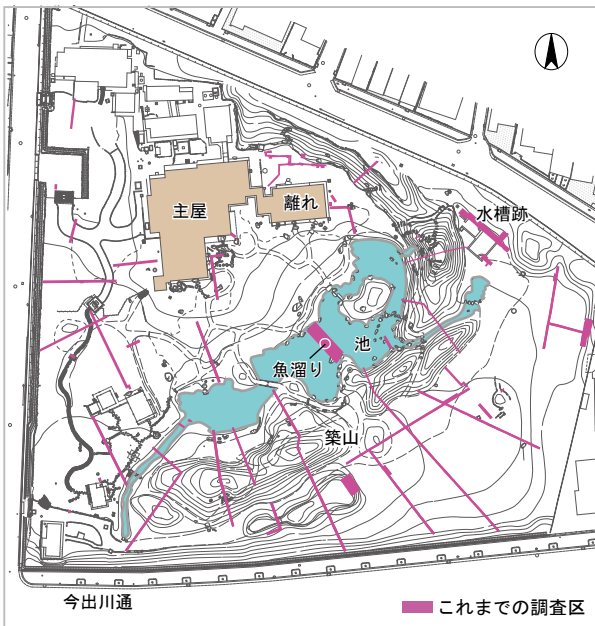 主屋
離れ
水槽跡
池
魚溜り
築山
今出川通
これまでの調査区